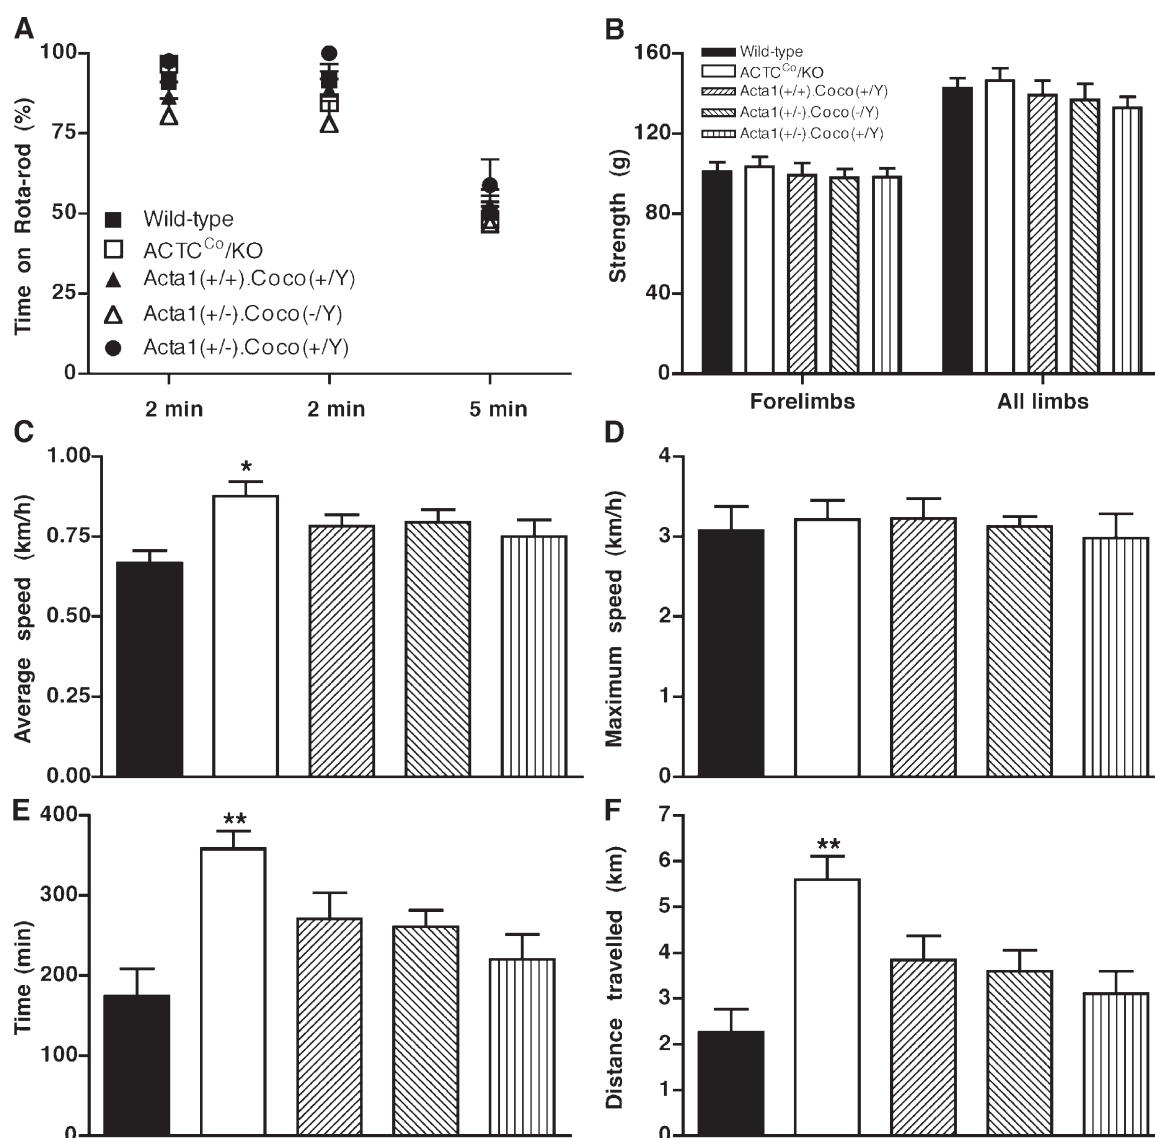 A
Time on Rota-rod (%)
100
75
50
25
0
Wild-type
ACTC^Co/KO
Acta1(+/+).Coco(+/Y)
Acta1(+/-).Coco(-/Y)
Acta1(+/-).Coco(+/Y)
2 min 2 min 5 min
B
Strength (g)
160
120
80
40
0
Wild-type
ACTC^Co/KO
Acta1(+/+).Coco(+/Y)
Acta1(+/-).Coco(-/Y)
Acta1(+/-).Coco(+/Y)
Forelimbs All limbs
C
Average speed (km/h)
1.00
0.75
0.50
0.25
0.00
*
D
Maximum speed (km/h)
4
3
2
1
0
E
Time (min)
400
300
200
100
0
**
F
Distance travelled (km)
7
6
5
4
3
2
1
0
**